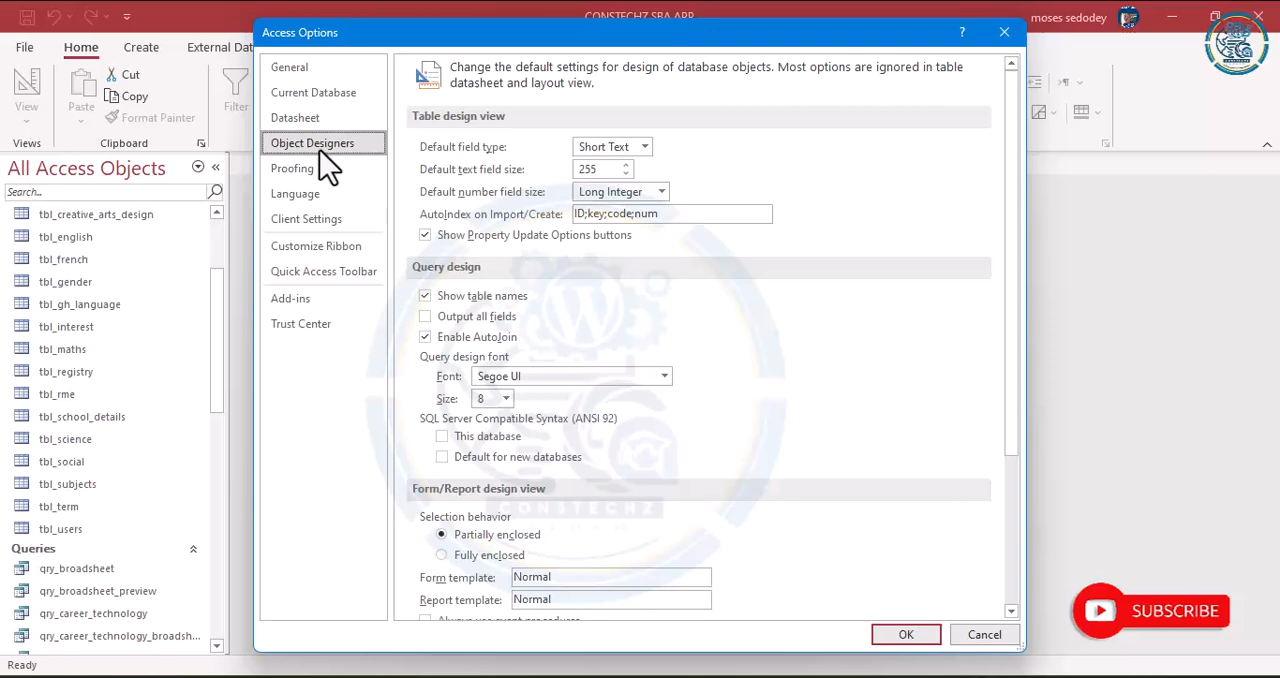 CONSTECHZ SBA APP
moses sedodey
Access Options
File
Home
Create
External Dat
View
Views
Paste
Cut
Copy
Format Painter
Clipboard
Filter
All Access Objects
Search...
tbl_creative_arts_design
tbl_english
tbl_french
tbl_gender
tbl_gh_language
tbl_interest
tbl_maths
tbl_registry
tbl_rme
tbl_school_details
tbl_science
tbl_social
tbl_subjects
tbl_term
tbl_users
Queries
qry_broadsheet
qry_broadsheet_preview
qry_career_technology
qry_career_technology_broadsh...
Ready
General
Current Database
Datasheet
Object Designers
Proofing
Language
Client Settings
Customize Ribbon
Quick Access Toolbar
Add-ins
Trust Center
Change the default settings for design of database objects. Most options are ignored in table
datasheet and layout view.
Table design view
Default field type: Short Text
Default text field size: 255
Default number field size: Long Integer
AutoIndex on Import/Create: ID;key;code;num
Show Property Update Options buttons
Query design
Show table names
Output all fields
Enable AutoJoin
Query design font
Font: Segoe UI
Size: 8
SQL Server Compatible Syntax (ANSI 92)
This database
Default for new databases
Form/Report design view
Selection behavior
Partially enclosed
Fully enclosed
Form template: Normal
Report template: Normal
Always use event procedures
OK
Cancel
CONSTECHZ
SUBSCRIBE